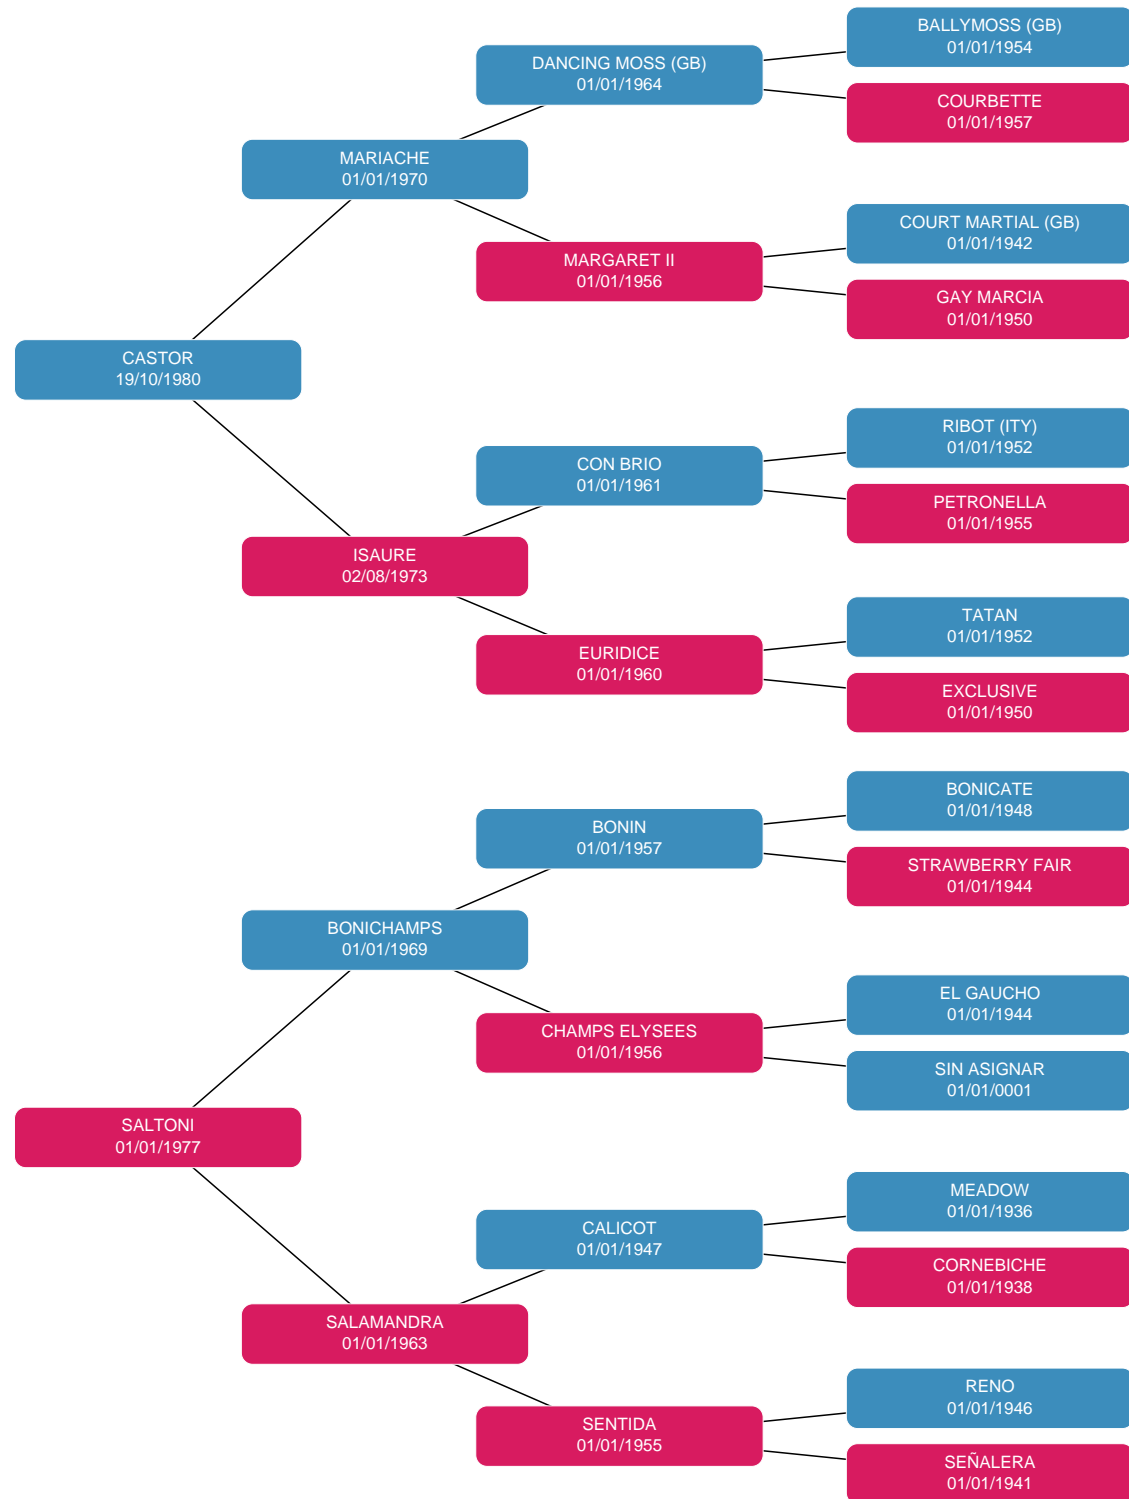 BALLYMOSS (GB)
01/01/1954
DANCING MOSS (GB)
01/01/1964
COURBETTE
01/01/1957
MARIACHE
01/01/1970
COURT MARTIAL (GB)
01/01/1942
MARGARET II
01/01/1956
GAY MARCIA
01/01/1950
CASTOR
19/10/1980
RIBOT (ITY)
01/01/1952
CON BRIO
01/01/1961
PETRONELLA
01/01/1955
ISAURE
02/08/1973
TATAN
01/01/1952
EURIDICE
01/01/1960
EXCLUSIVE
01/01/1950
BONICATE
01/01/1948
BONIN
01/01/1957
STRAWBERRY FAIR
01/01/1944
BONICHAMPS
01/01/1969
EL GAUCHO
01/01/1944
CHAMPS ELYSEES
01/01/1956
SIN ASIGNAR
01/01/0001
SALTONI
01/01/1977
MEADOW
01/01/1936
CALICOT
01/01/1947
CORNEBICHE
01/01/1938
SALAMANDRA
01/01/1963
RENO
01/01/1946
SENTIDA
01/01/1955
SEÑALERA
01/01/1941